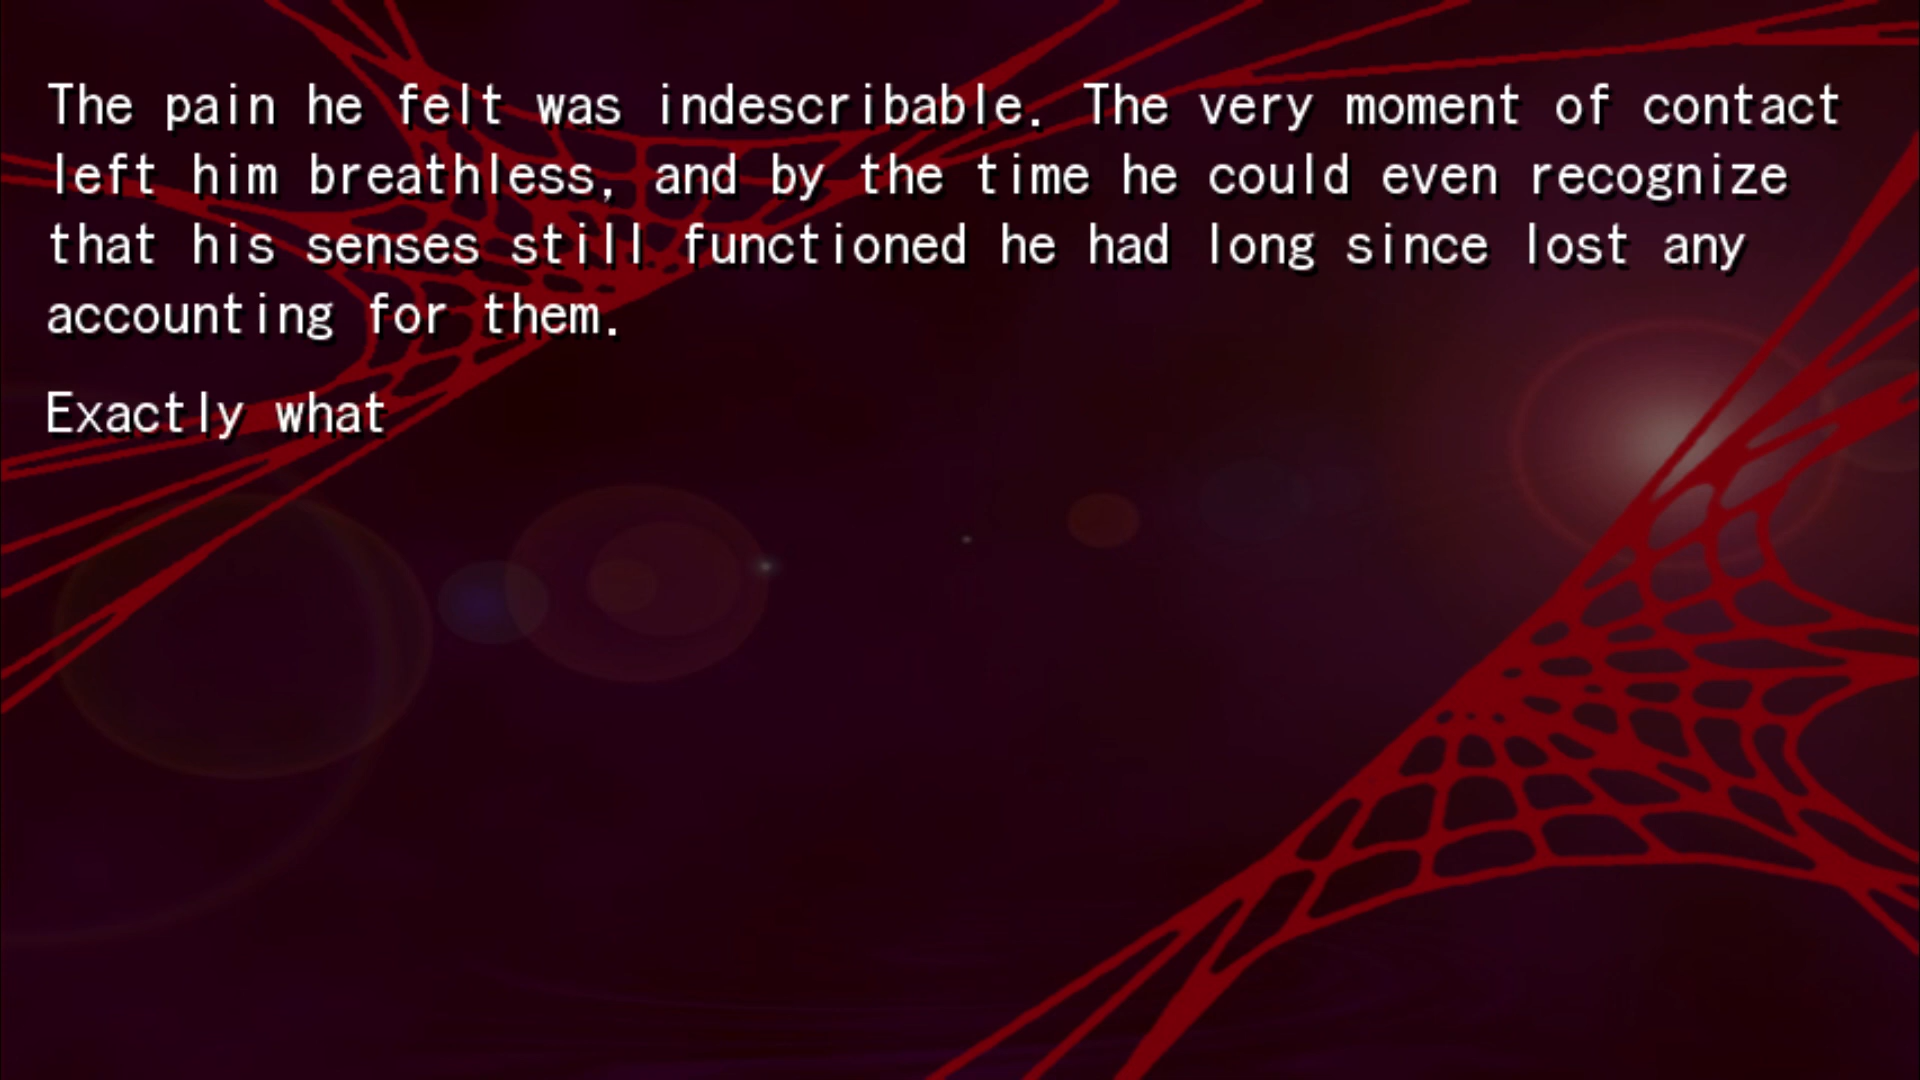 The pain he felt was indescribable. The very moment of contact
left him breathless, and by the time he could even recognize
that his senses still functioned he had long since lost any
accounting for them.
Exactly what